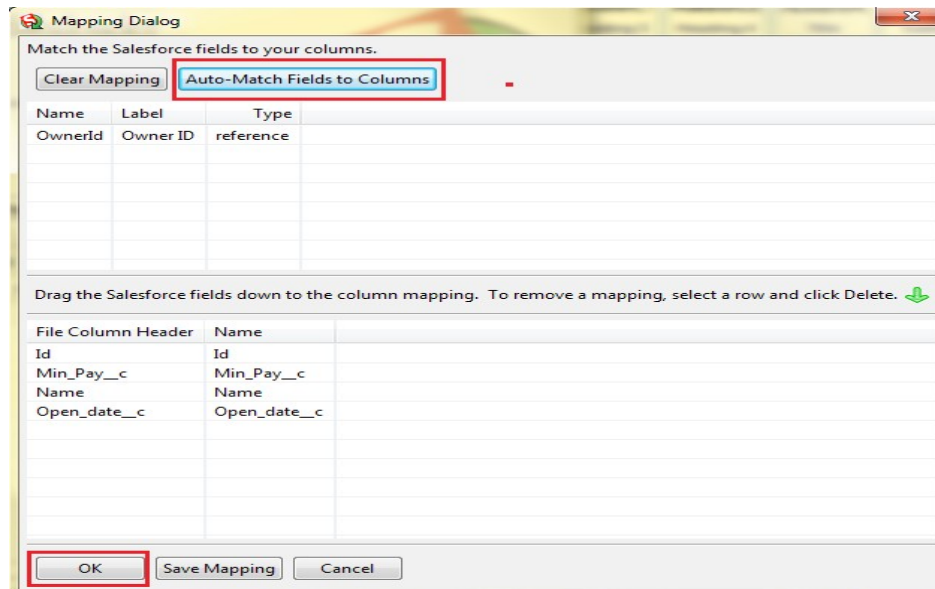 Mapping Dialog
Match the Salesforce fields to your columns.
Clear Mapping Auto-Match Fields to Columns
Name Label Type
OwnerId Owner ID reference
Drag the Salesforce fields down to the column mapping. To remove a mapping, select a row and click Delete.
File Column Header Name
Id Id
Min_Pay__c Min_Pay__c
Name Name
Open_date__c Open_date__c
OK Save Mapping Cancel